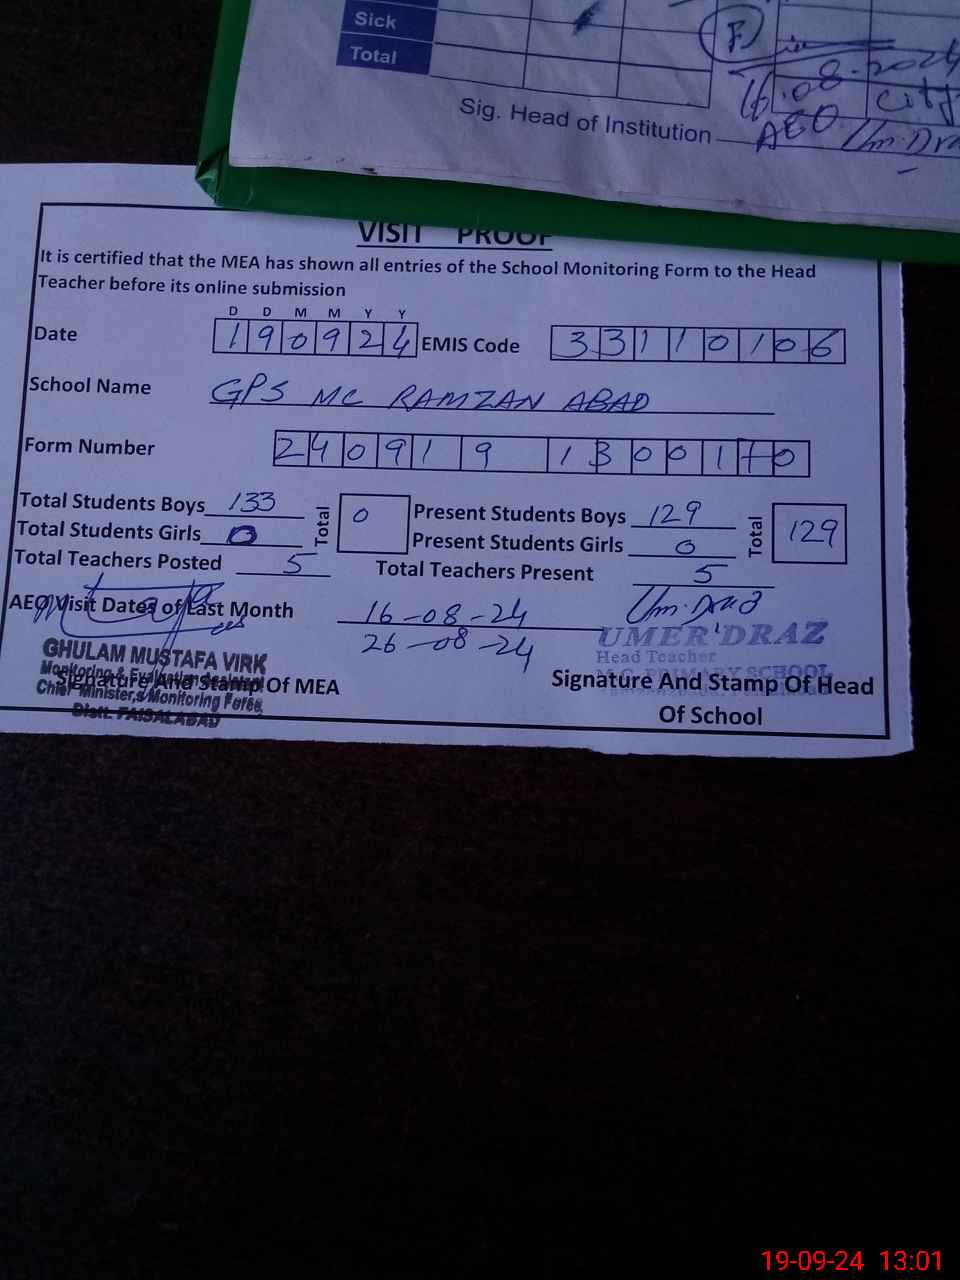 Sick
Total
F.
16.08.2024
Sig. Head of Institution
AEO
City
Um.Dra
VISIT PROOF
It is certified that the MEA has shown all entries of the School Monitoring Form to the Head
Teacher before its online submission
D D M M Y Y
Date 1 9 0 9 2 4 EMIS Code 3 3 1 1 0 1 0 6
School Name GPS MC RAMZAN ABAD
Form Number 2 4 0 9 1 9 1 3 0 0 1 0
Total Students Boys 133 Total 0 Present Students Boys 129 Total 129
Total Students Girls 0 Present Students Girls 0
Total Teachers Posted 5 Total Teachers Present 5
AEO Visit Dates of Last Month 16-08-24 Um.Draz
26-08-24
GHULAM MUSTAFA VIRK
Monitoring & Evaluation Assistant
Chief Minister,s Monitoring Force,
Distt. FAISALABAD
Signature And Stamp Of MEA
UMER DRAZ
Head Teacher
PRIMARY SCHOOL
Signature And Stamp Of Head
Of School
19-09-24 13:01